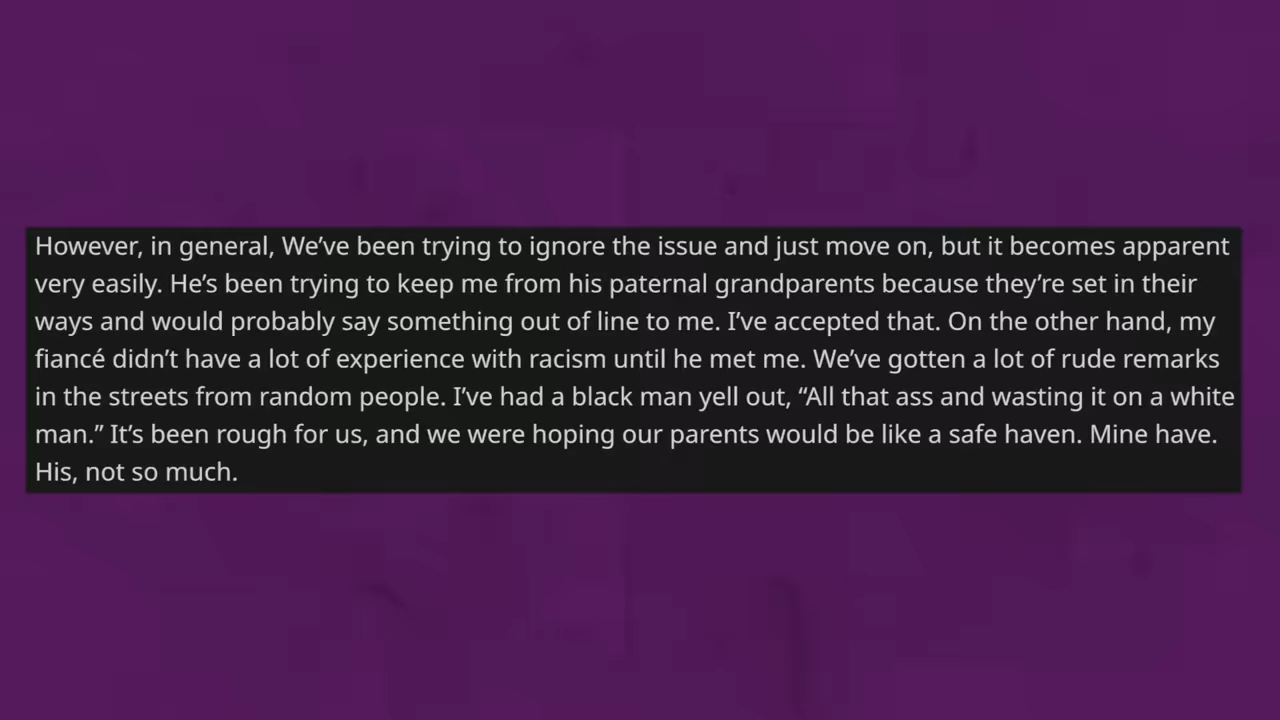 However, in general, We’ve been trying to ignore the issue and just move on, but it becomes apparent
very easily. He’s been trying to keep me from his paternal grandparents because they’re set in their
ways and would probably say something out of line to me. I’ve accepted that. On the other hand, my
fiancé didn’t have a lot of experience with racism until he met me. We’ve gotten a lot of rude remarks
in the streets from random people. I’ve had a black man yell out, “All that ass and wasting it on a white
man.” It’s been rough for us, and we were hoping our parents would be like a safe haven. Mine have.
His, not so much.